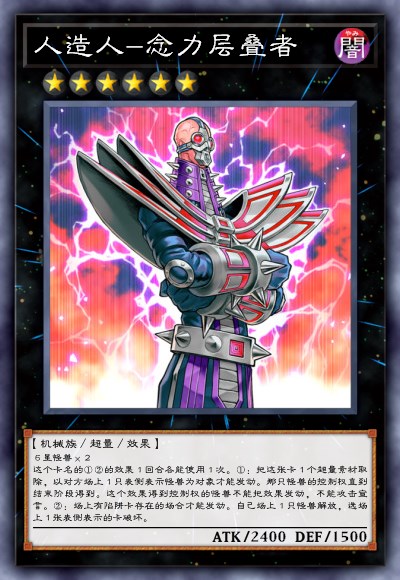 人造人-念力层叠者
やみ
闇
【机械族／超量／效果】
６星怪兽×２
这个卡名的①②的效果１回合各能使用１次。①：把这张卡１个超量素材取
除，以对方场上１只表侧表示怪兽为对象才能发动。那只怪兽的控制权直到
结束阶段得到。这个效果得到控制权的怪兽不能把效果发动，不能攻击宣
言。②：场上有陷阱卡存在的场合才能发动。自己场上１只怪兽解放，选场
上１张表侧表示的卡破坏。
ATK/2400 DEF/1500